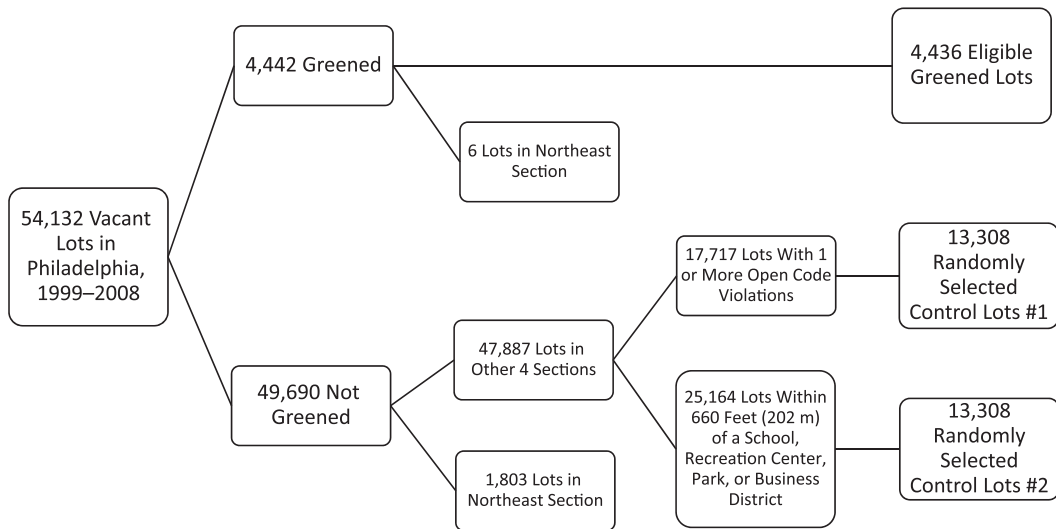 54,132 Vacant
Lots in
Philadelphia,
1999–2008
4,442 Greened
4,436 Eligible
Greened Lots
6 Lots in Northeast
Section
49,690 Not
Greened
47,887 Lots in
Other 4 Sections
1,803 Lots in
Northeast Section
17,717 Lots With 1
or More Open Code
Violations
13,308
Randomly
Selected
Control Lots #1
25,164 Lots Within
660 Feet (202 m)
of a School,
Recreation Center,
Park, or Business
District
13,308
Randomly
Selected
Control Lots #2